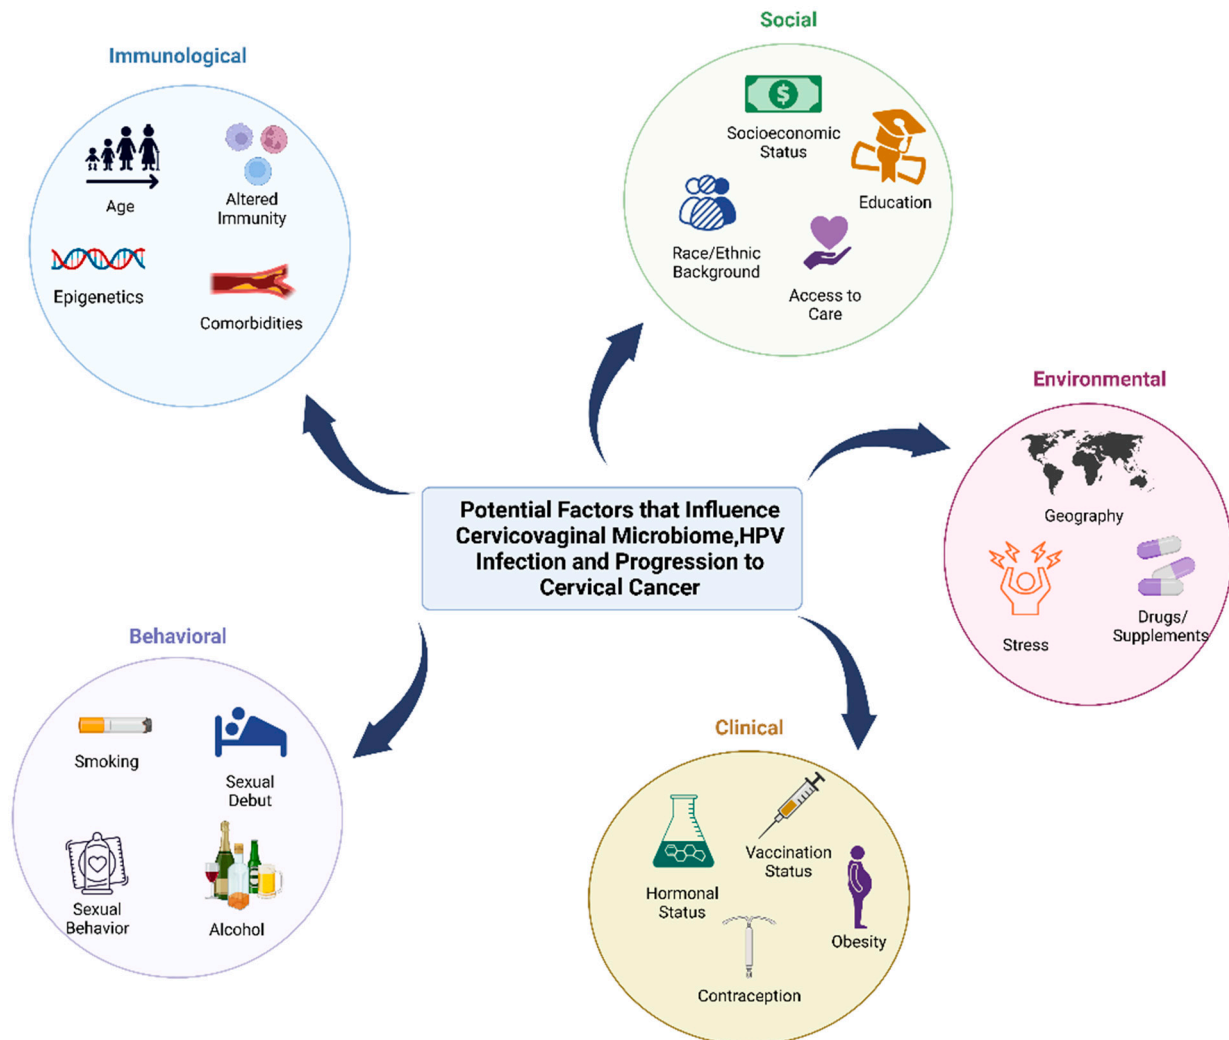 Immunological
Age
Altered
Immunity
Epigenetics
Comorbidities
Social
$
Socioeconomic
Status
Education
Race/Ethnic
Background
Access to
Care
Environmental
Geography
Stress
Drugs/
Supplements
Potential Factors that Influence
Cervicovaginal Microbiome,HPV
Infection and Progression to
Cervical Cancer
Behavioral
Smoking
Sexual
Debut
Sexual
Behavior
Alcohol
Clinical
Vaccination
Status
Hormonal
Status
Obesity
Contraception